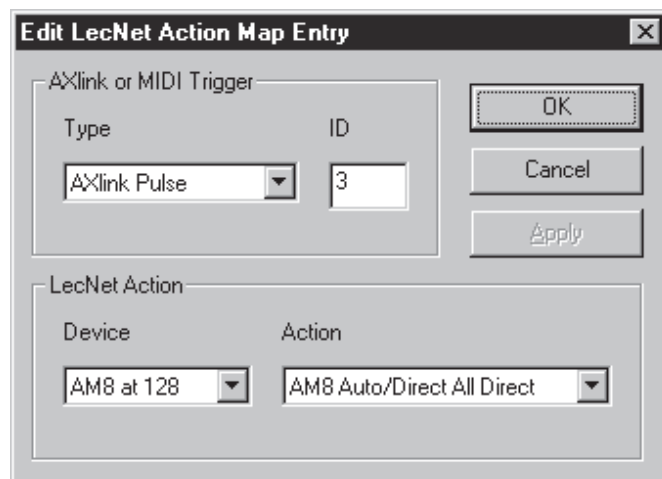 Edit LecNet Action Map Entry
AXlink or MIDI Trigger
Type ID
AXlink Pulse 3
OK
Cancel
Apply
LecNet Action
Device Action
AM8 at 128 AM8 Auto/Direct All Direct